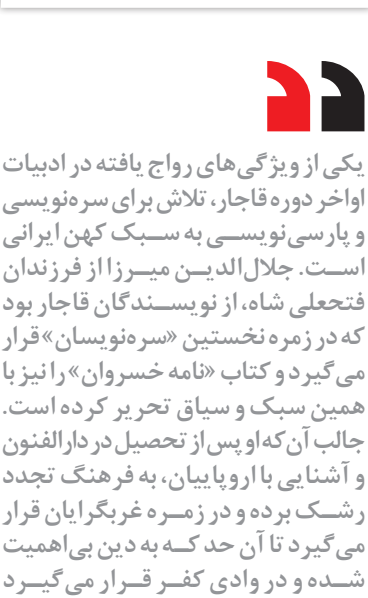 یکی از ویژگی‌های رواج یافته در ادبیات
اواخر دوره قاجار، تلاش برای سره‌نویسی
و پارسی‌نویسی به سبک کهن ایرانی
است. جلال‌الدین میرزا از فرزندان
فتحعلی شاه، از نویسندگان قاجار بود
که در زمره نخستین «سره‌نویسان» قرار
می‌گیرد و کتاب «نامه خسروان» را نیز با
همین سبک و سیاق تحریر کرده است.
جالب آن‌که او پس از تحصیل در دارالفنون
و آشنایی با اروپاییان، به فرهنگ تجدد
رشک برده و در زمره غربگرایان قرار
می‌گیرد تا آن حد که به دین بی‌اهمیت
شده و در وادی کفر قرار می‌گیرد